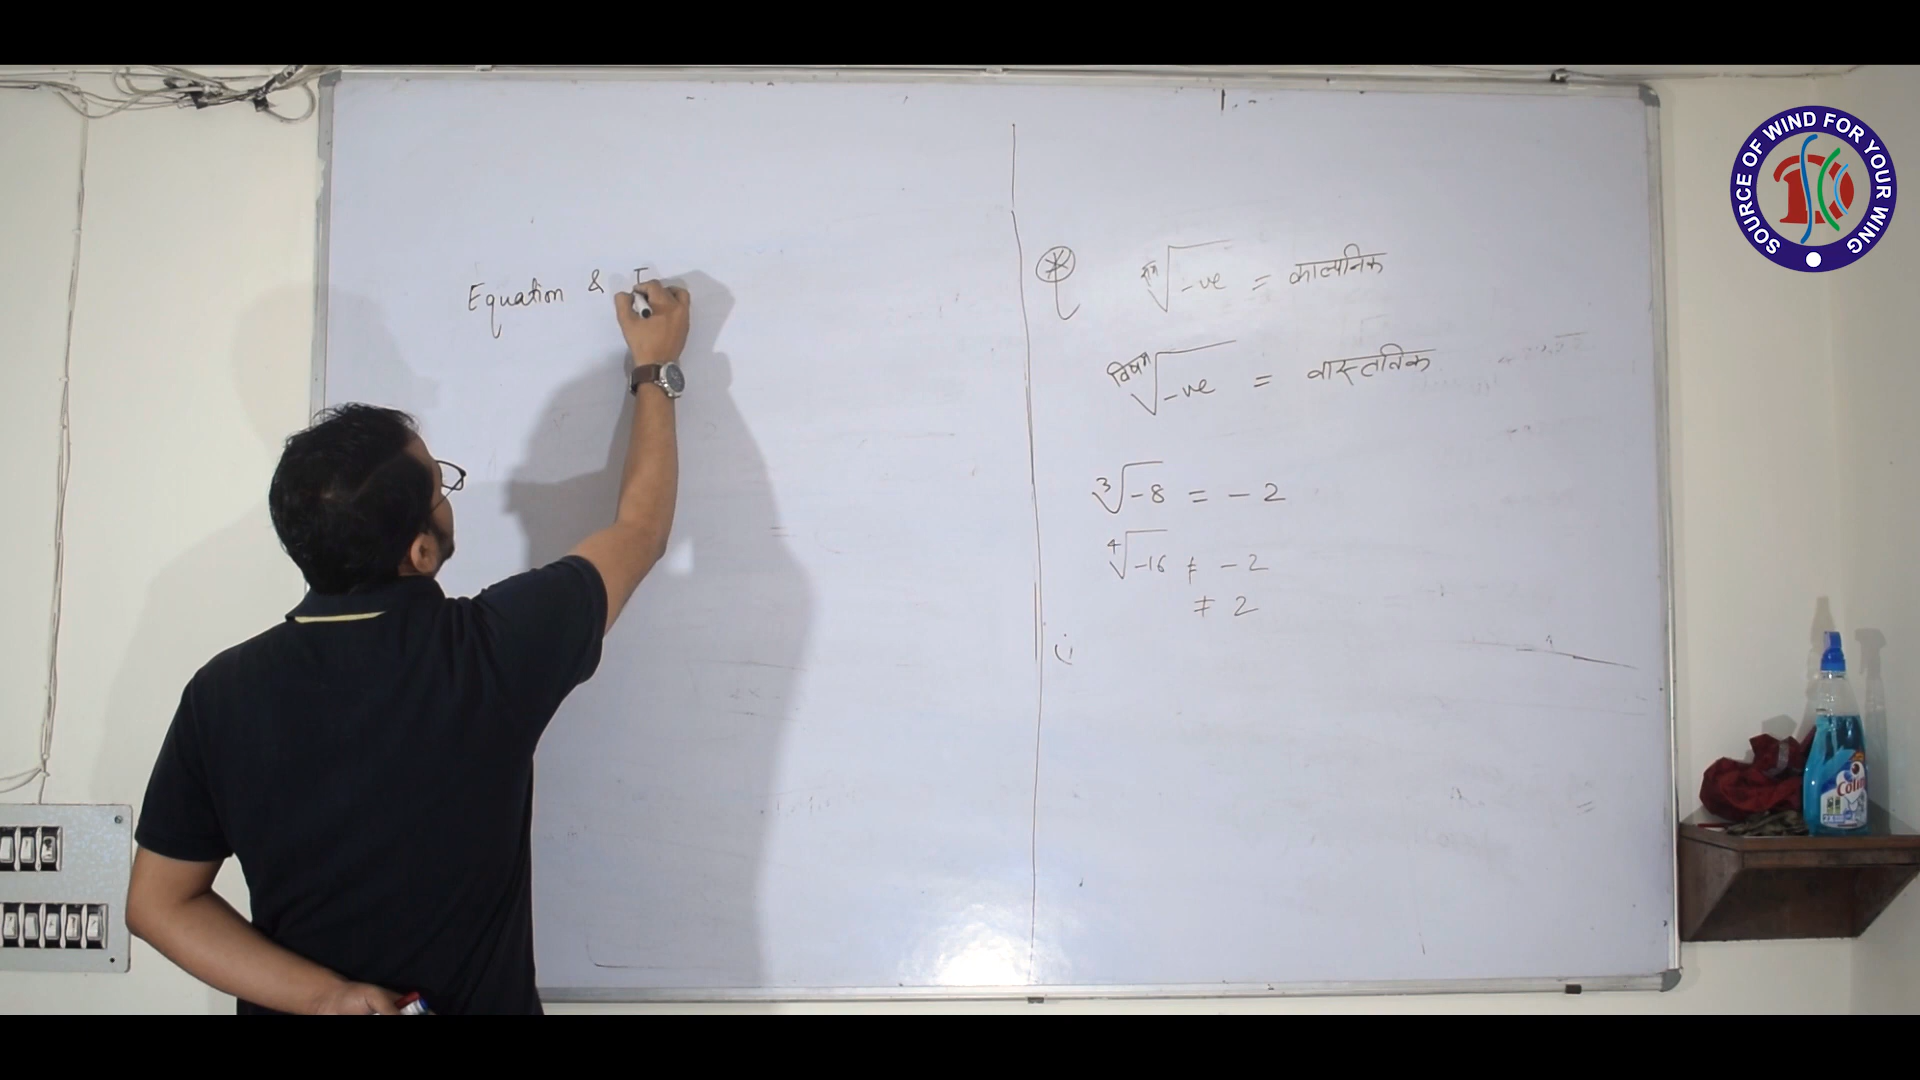 Equation & I
सम√-ve = काल्पनिक
विषम√-ve = वास्तविक
3√-8 = -2
4√-16 ≠ -2
≠ 2
SOURCE OF WIND FOR YOUR WING
Colin